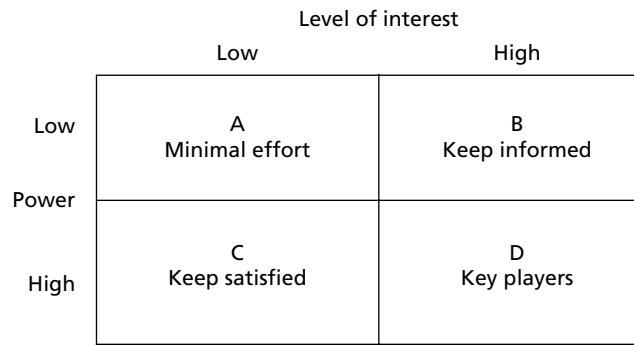 Level of interest
Low High
Low
A
Minimal effort
B
Keep informed
Power
High
C
Keep satisfied
D
Key players